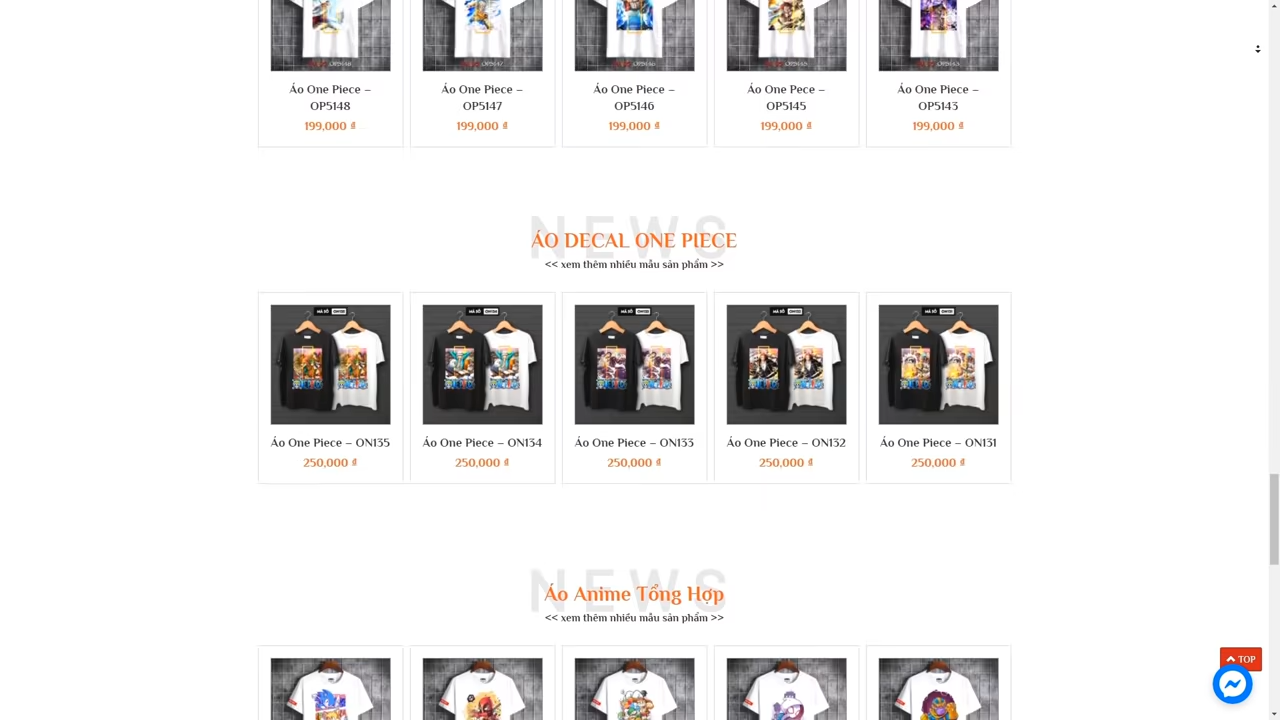 Áo One Piece –
OP5148
199,000 ₫
Áo One Piece –
OP5147
199,000 ₫
Áo One Piece –
OP5146
199,000 ₫
Áo One Pece –
OP5145
199,000 ₫
Áo One Piece –
OP5143
199,000 ₫
NEWS
ÁO DECAL ONE PIECE
<< xem thêm nhiều mẫu sản phẩm >>
Áo One Piece – ON135
250,000 ₫
Áo One Piece – ON134
250,000 ₫
Áo One Piece – ON133
250,000 ₫
Áo One Piece – ON132
250,000 ₫
Áo One Piece – ON131
250,000 ₫
NEWS
Áo Anime Tổng Hợp
<< xem thêm nhiều mẫu sản phẩm >>
TOP